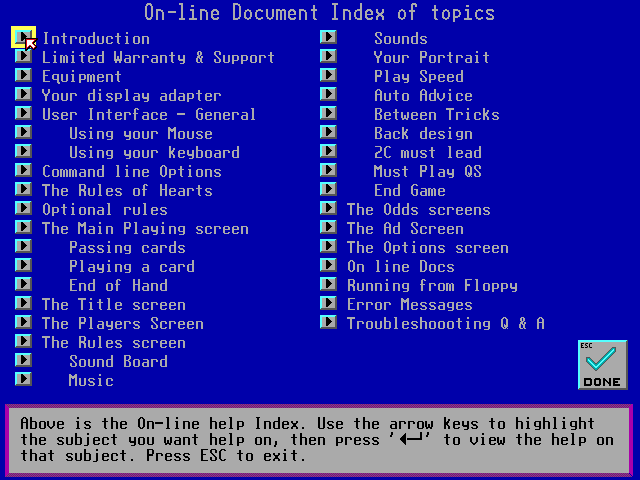 On-line Document Index of topics
Introduction
Limited Warranty & Support
Equipment
Your display adapter
User Interface - General
Using your Mouse
Using your Keyboard
Command line Options
The Rules of Hearts
Optional rules
The Main Playing screen
Passing cards
Playing a card
End of Hand
The Title screen
The Players Screen
The Rules screen
Sound Board
Music
Sounds
Your Portrait
Play Speed
Auto Advice
Between Tricks
Back design
2C must lead
Must Play QS
End Game
The Odds screens
The Ad Screen
The Options screen
On line Docs
Running from Floppy
Error Messages
Troubleshoooting Q & A
ESC
DONE
Above is the On-line help Index. Use the arrow keys to highlight
the subject you want help on, then press '◄─┘' to view the help on
that subject. Press ESC to exit.